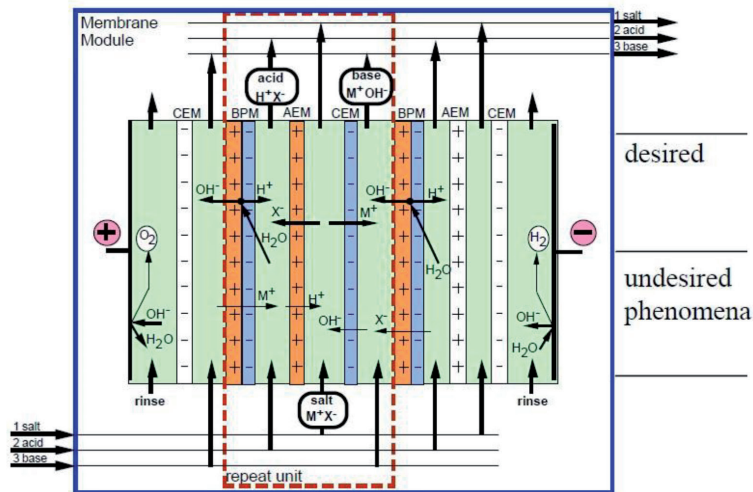 Membrane
Module
1 salt
2 acid
3 base
acid
H⁺X⁻
base
M⁺OH⁻
CEM BPM AEM CEM BPM AEM CEM
desired
OH⁻ H⁺ OH⁻ H⁺
X⁻ M⁺
H₂O H₂O
+ O₂ H₂ −
undesired
phenomena
M⁺ H⁺
OH⁻ X⁻
OH⁻ OH⁻
H₂O H₂O
rinse rinse
salt
M⁺X⁻
1 salt
2 acid
3 base
repeat unit